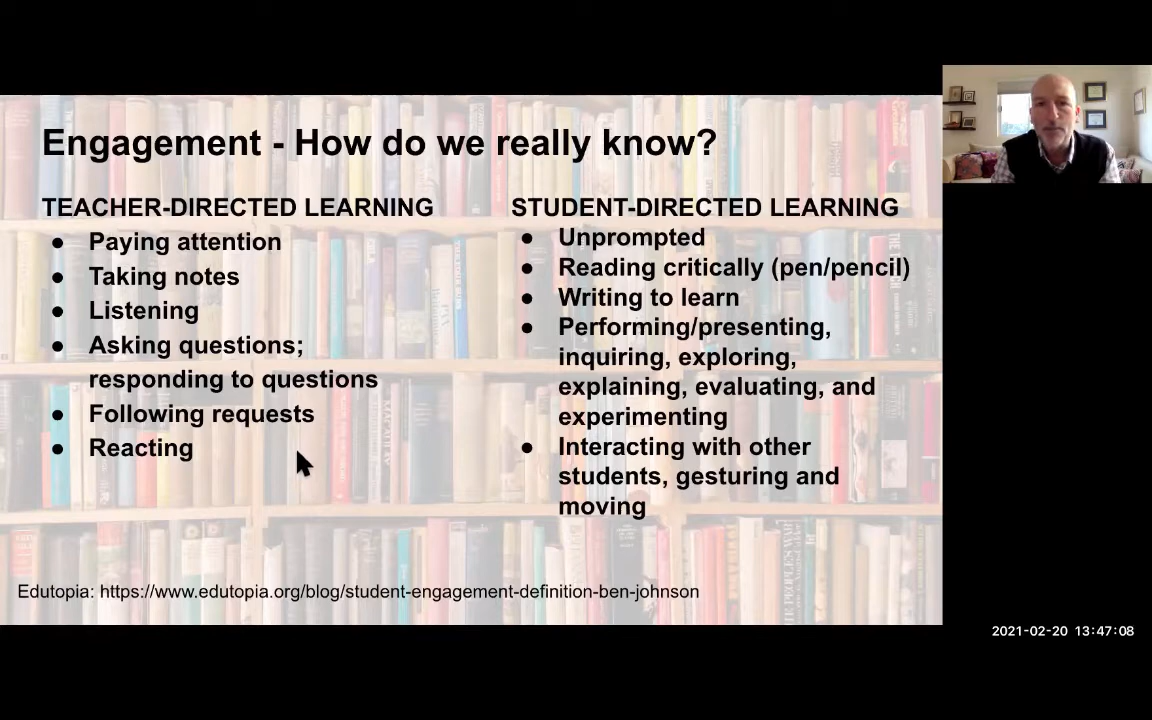 Engagement - How do we really know?
TEACHER-DIRECTED LEARNING
● Paying attention
● Taking notes
● Listening
● Asking questions;
responding to questions
● Following requests
● Reacting
STUDENT-DIRECTED LEARNING
● Unprompted
● Reading critically (pen/pencil)
● Writing to learn
● Performing/presenting,
inquiring, exploring,
explaining, evaluating, and
experimenting
● Interacting with other
students, gesturing and
moving
Edutopia: https://www.edutopia.org/blog/student-engagement-definition-ben-johnson
2021-02-20 13:47:08